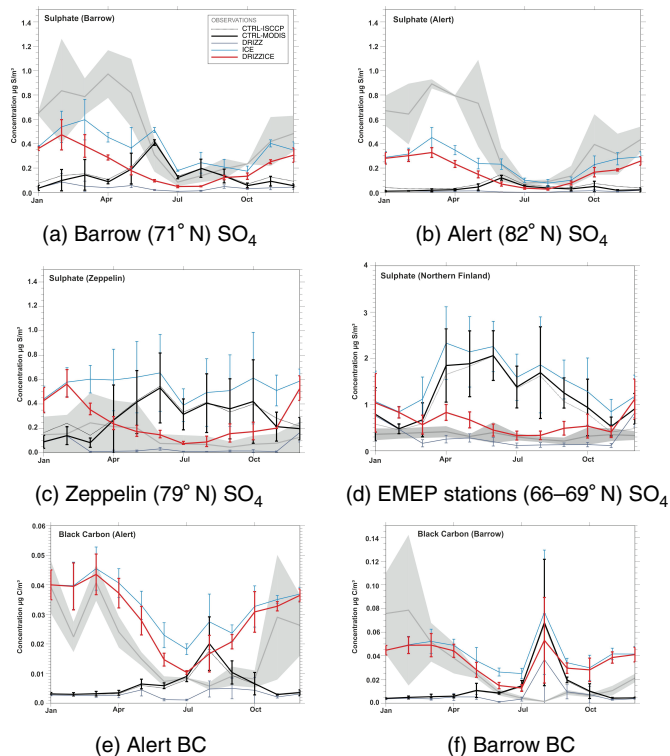 Sulphate (Barrow)
OBSERVATIONS
CTRL-ISCCP
CTRL-MODIS
DRIZZ
ICE
DRIZZICE
Concentration µg S/m³
1.4
1.2
1.0
0.8
0.6
0.4
0.2
0.0
Jan Apr Jul Oct
(a) Barrow (71° N) SO₄
Sulphate (Alert)
Concentration µg S/m³
1.4
1.2
1.0
0.8
0.6
0.4
0.2
0.0
Jan Apr Jul Oct
(b) Alert (82° N) SO₄
Sulphate (Zeppelin)
Concentration µg S/m³
1.4
1.2
1.0
0.8
0.6
0.4
0.2
0.0
Jan Apr Jul Oct
(c) Zeppelin (79° N) SO₄
Sulphate (Northern Finland)
Concentration µg S/m³
4
3
2
1
0
Jan Apr Jul Oct
(d) EMEP stations (66–69° N) SO₄
Black Carbon (Alert)
Concentration µg C/m³
0.06
0.05
0.04
0.03
0.02
0.01
0.0
Jan Apr Jul Oct
(e) Alert BC
Black Carbon (Barrow)
Concentration µg C/m³
0.14
0.12
0.10
0.08
0.06
0.04
0.02
0.0
Jan Apr Jul Oct
(f) Barrow BC